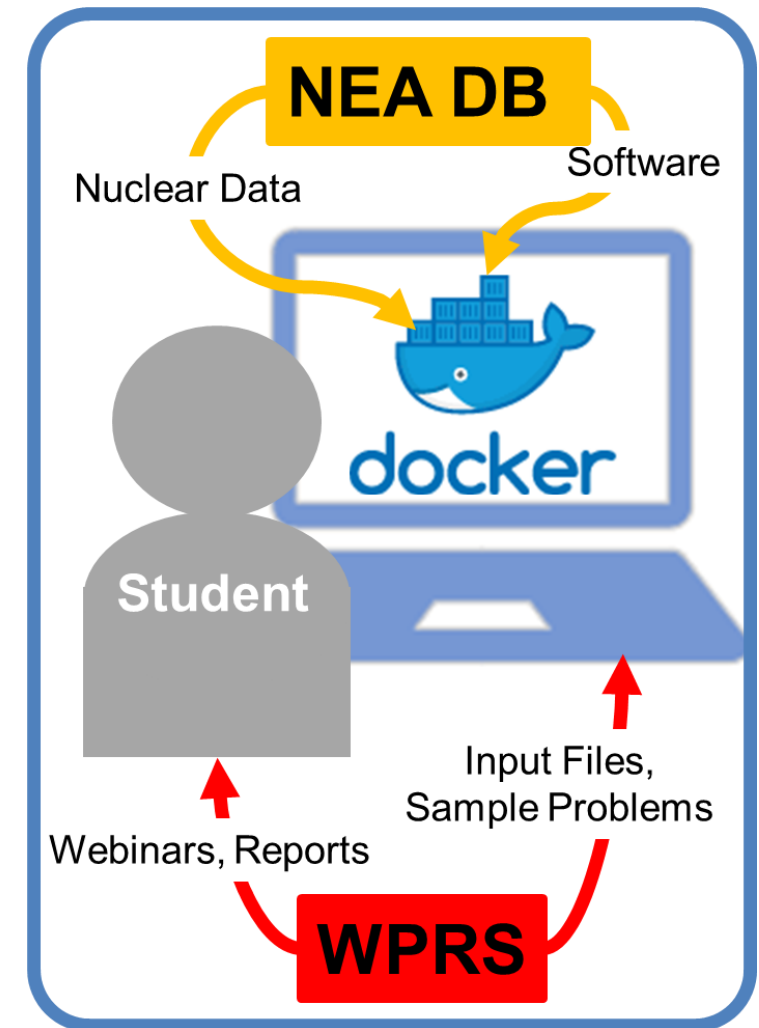 NEA DB
Software
Nuclear Data
docker
Student
Input Files,
Sample Problems
Webinars, Reports
WPRS